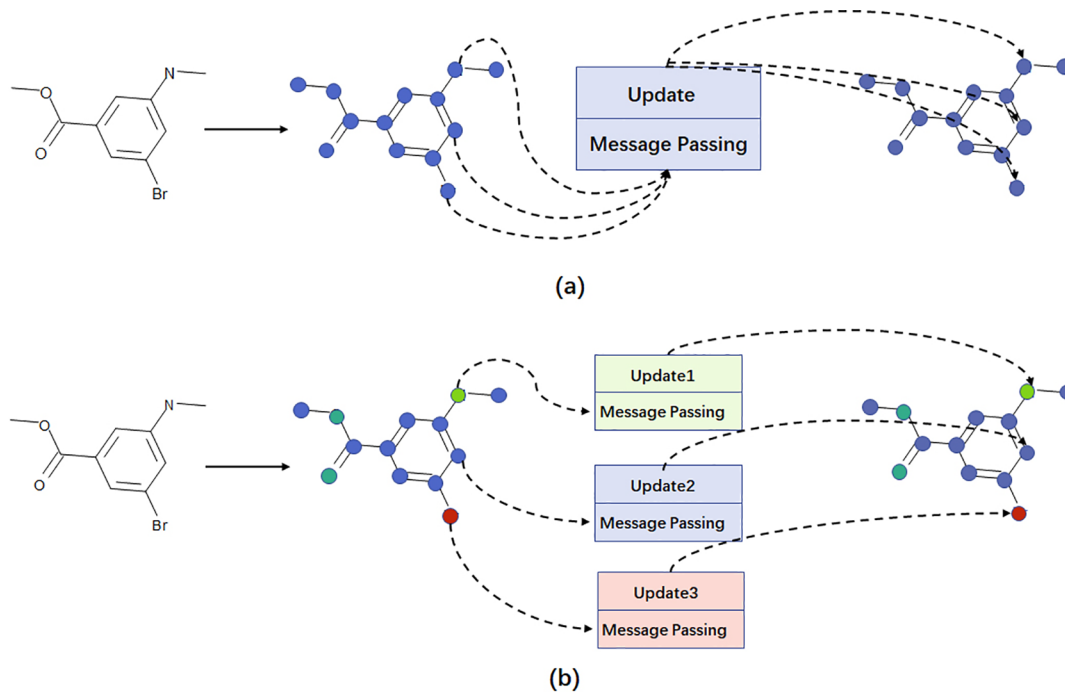 N
O
O
Br
Update
Message Passing
(a)
N
O
O
Br
Update1
Message Passing
Update2
Message Passing
Update3
Message Passing
(b)